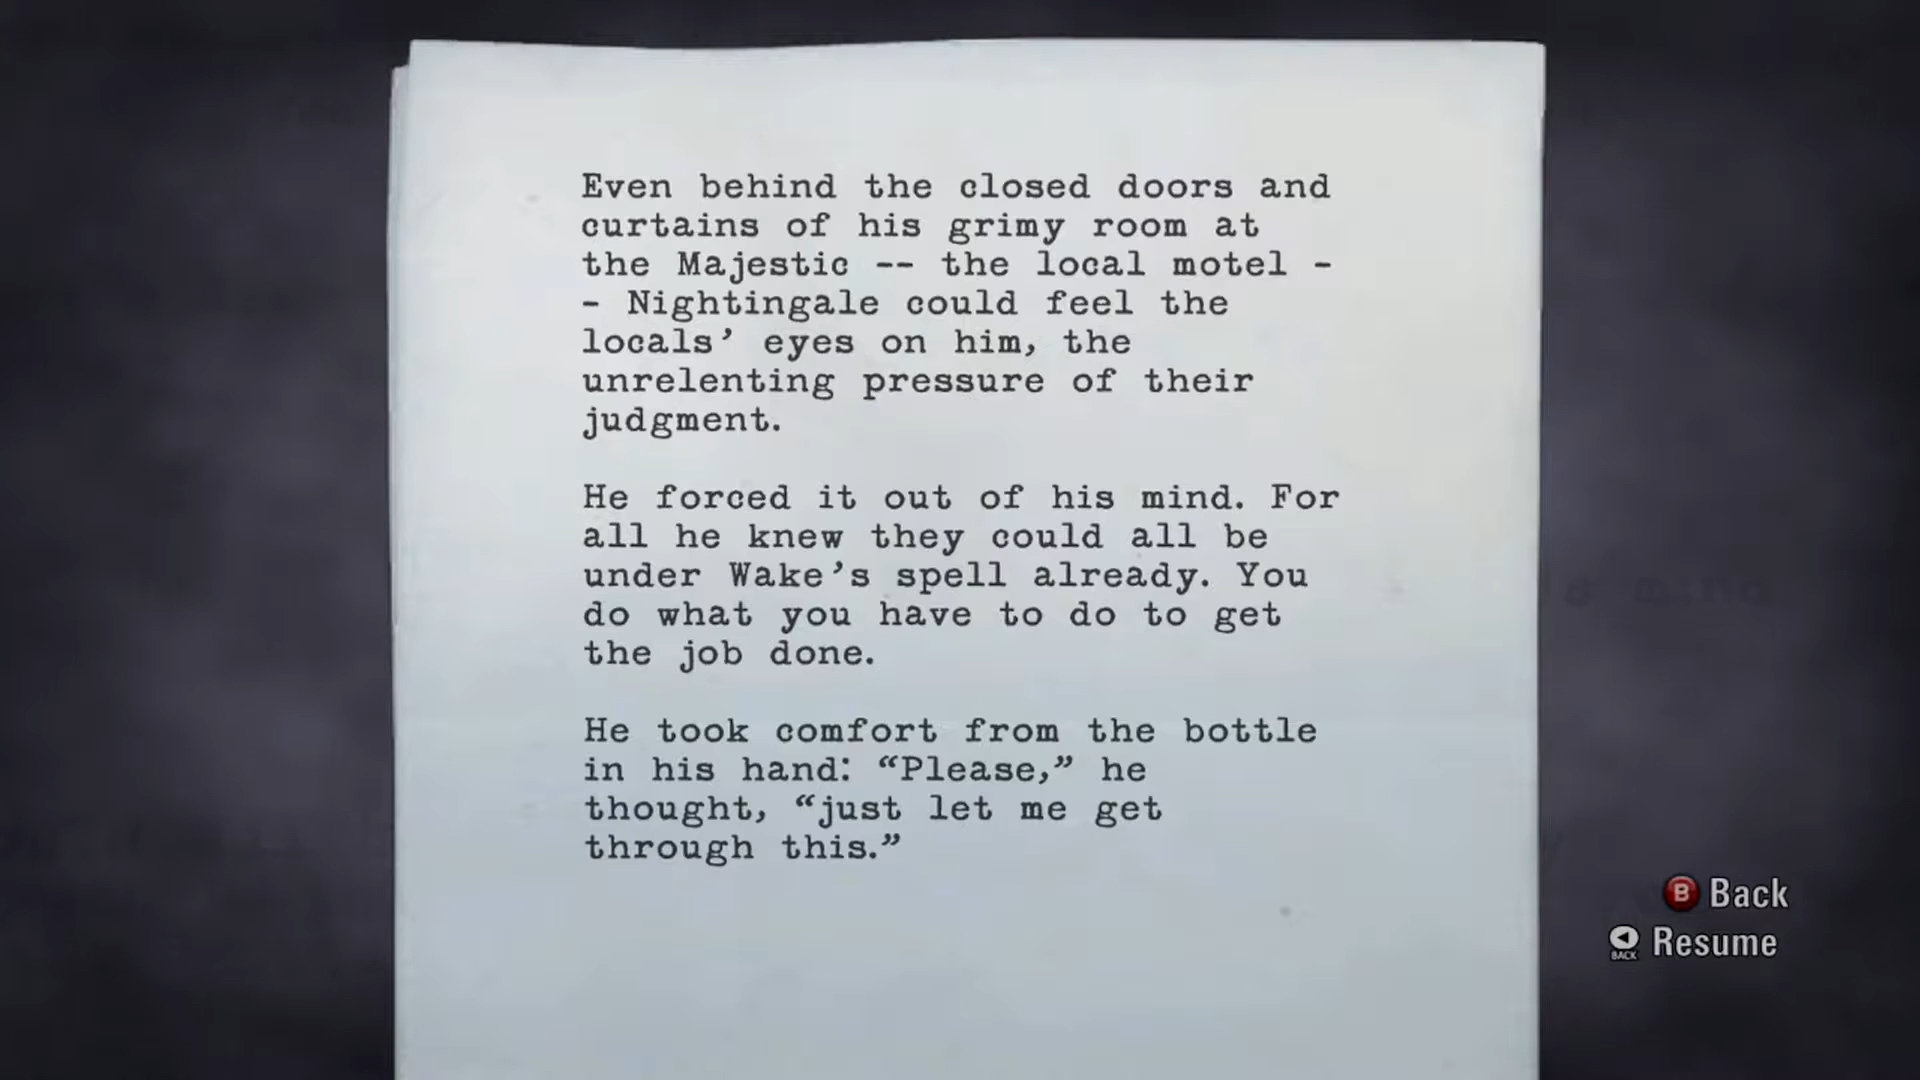 Even behind the closed doors and
curtains of his grimy room at
the Majestic -- the local motel -
- Nightingale could feel the
locals’ eyes on him, the
unrelenting pressure of their
judgment.
He forced it out of his mind. For
all he knew they could all be
under Wake’s spell already. You
do what you have to do to get
the job done.
He took comfort from the bottle
in his hand: “Please,” he
thought, “just let me get
through this.”
B Back
BACK Resume